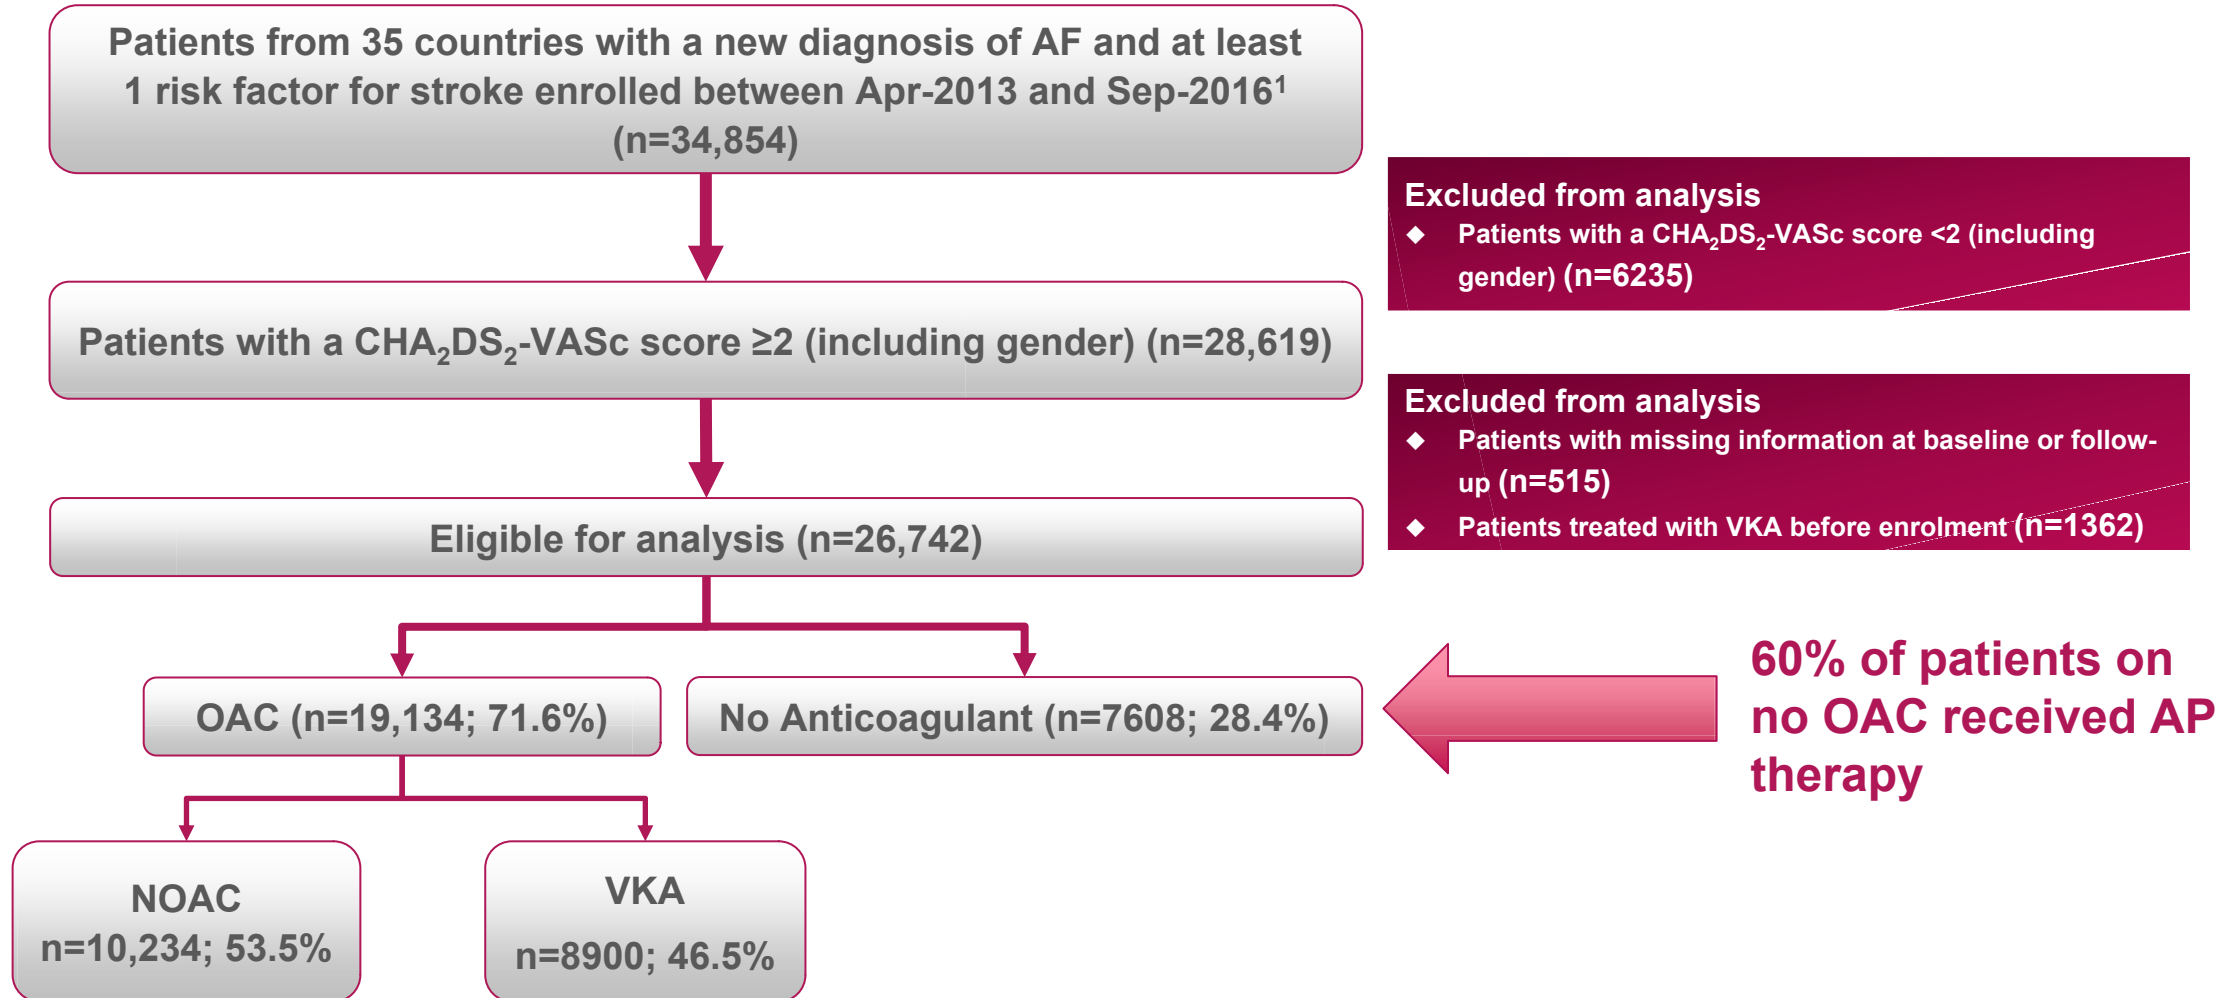 Patients from 35 countries with a new diagnosis of AF and at least
1 risk factor for stroke enrolled between Apr-2013 and Sep-2016¹
(n=34,854)
Excluded from analysis
◆ Patients with a CHA₂DS₂-VASc score <2 (including
gender) (n=6235)
Patients with a CHA₂DS₂-VASc score ≥2 (including gender) (n=28,619)
Excluded from analysis
◆ Patients with missing information at baseline or follow-
up (n=515)
◆ Patients treated with VKA before enrolment (n=1362)
Eligible for analysis (n=26,742)
OAC (n=19,134; 71.6%)
No Anticoagulant (n=7608; 28.4%)
60% of patients on
no OAC received AP
therapy
NOAC
n=10,234; 53.5%
VKA
n=8900; 46.5%